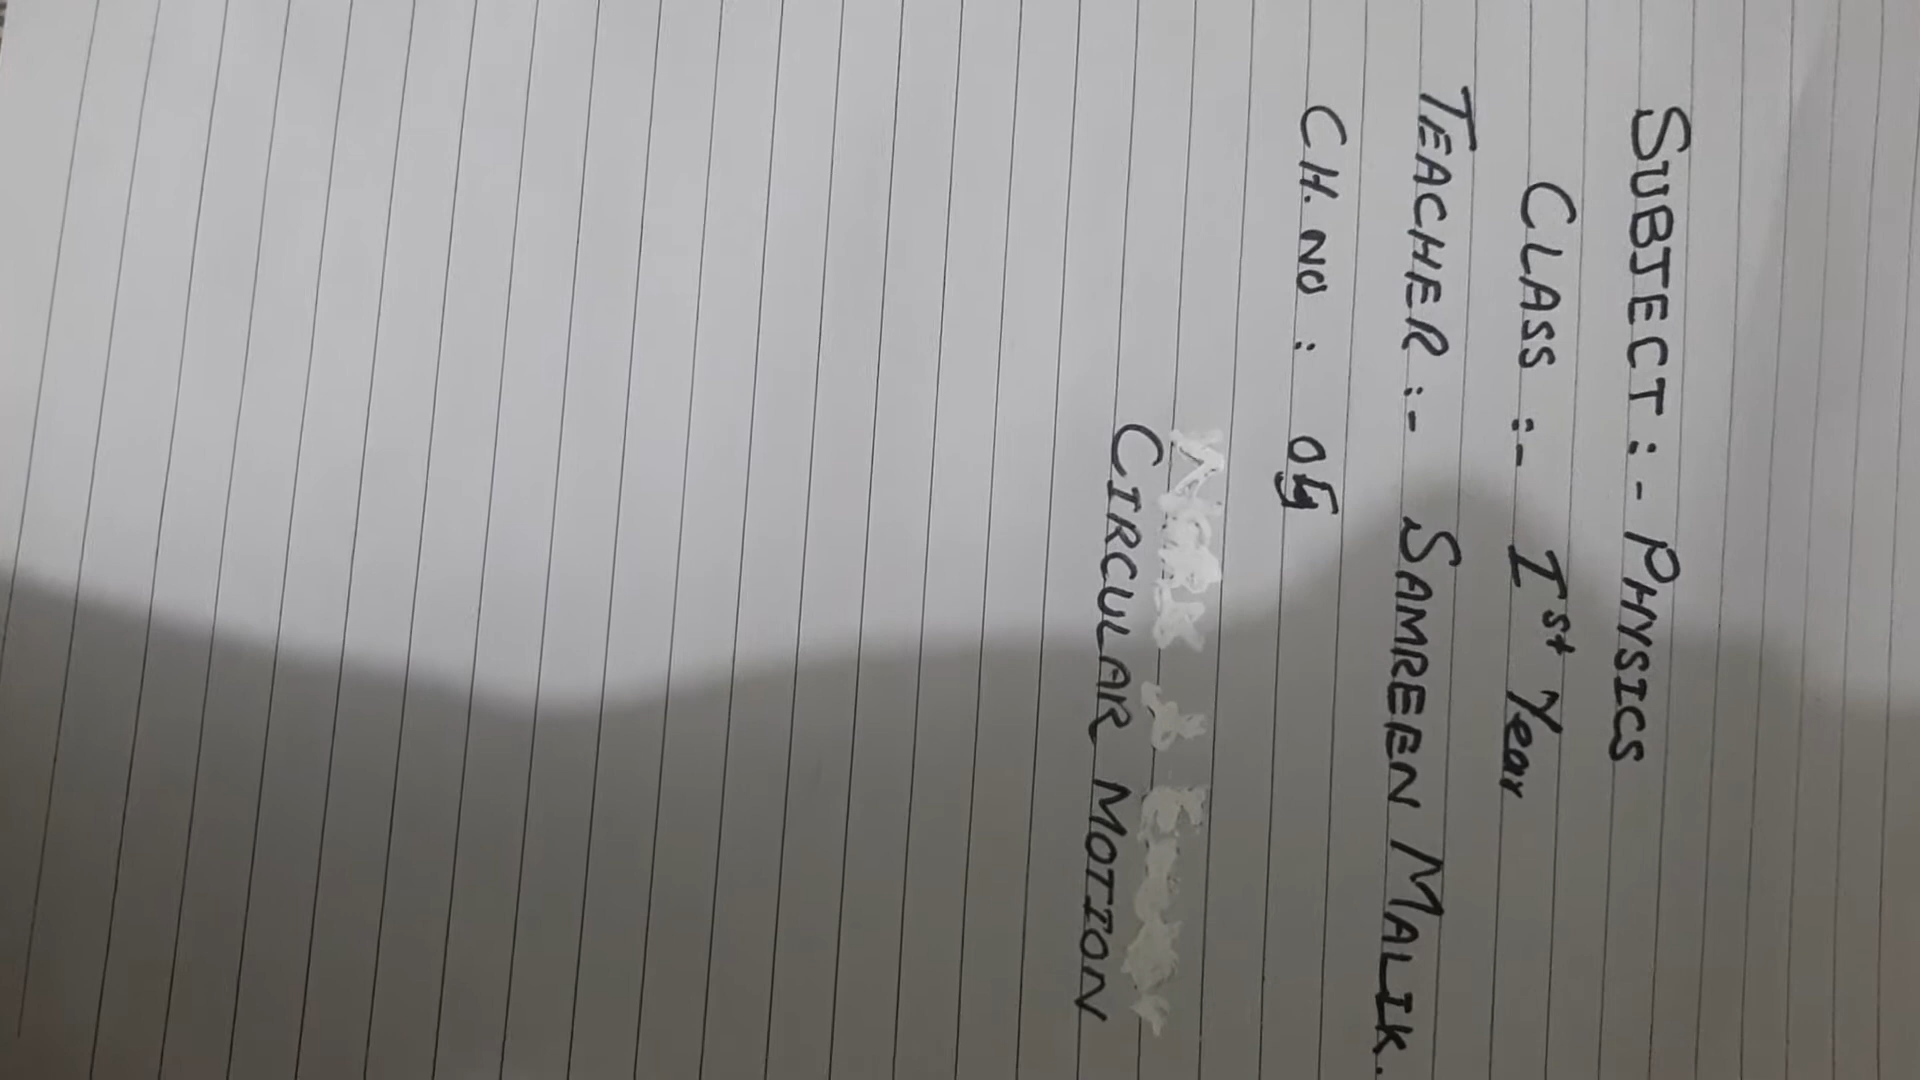 SUBJECT :- PHYSICS
CLASS :- Ist Year
TEACHER :- SAMREEN MALIK.
CH. NO : 05
CIRCULAR MOTION